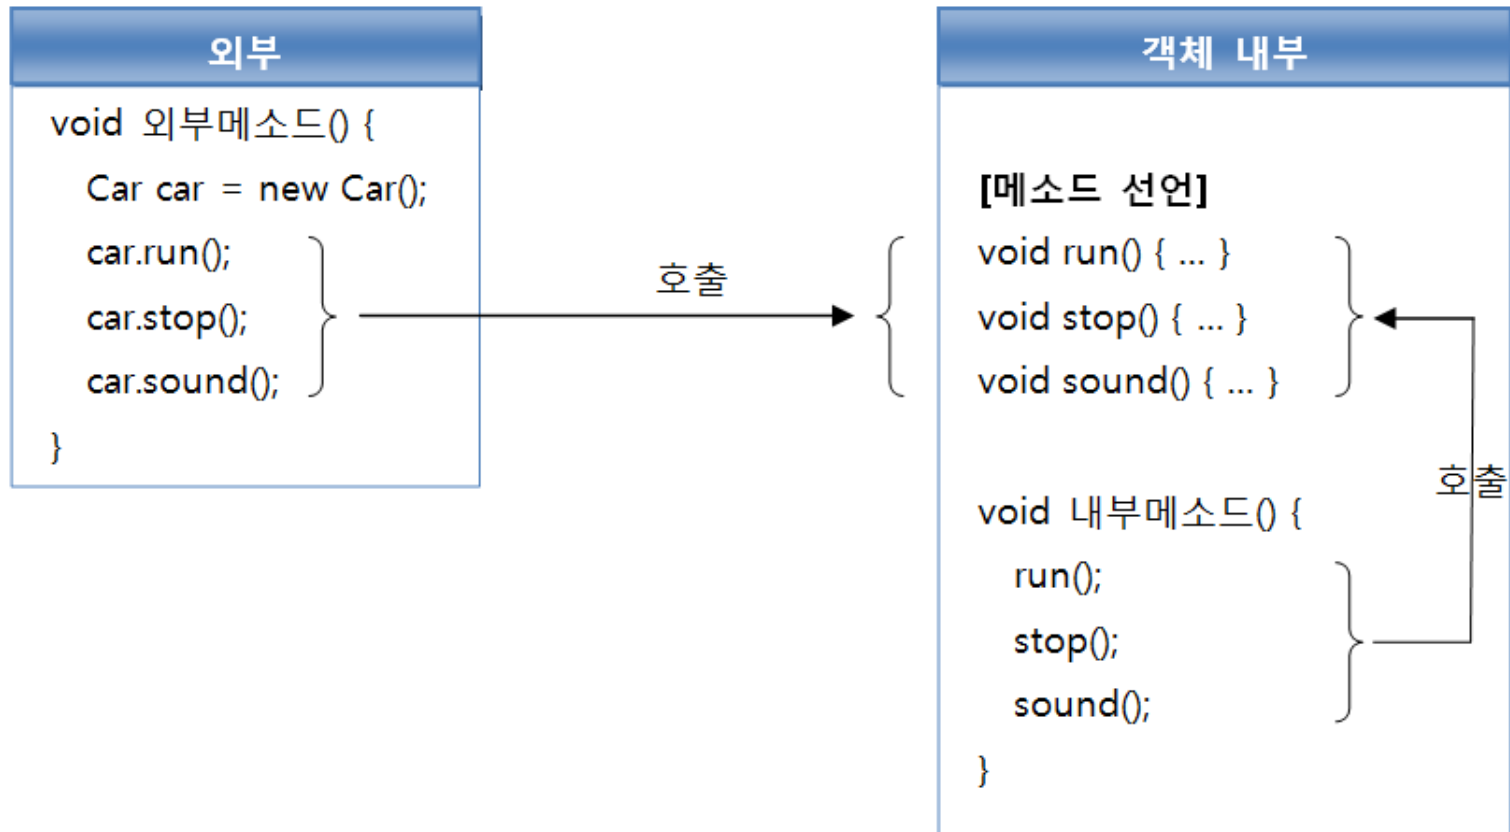 외부
void 외부메소드() {
Car car = new Car();
car.run();
car.stop();
car.sound();
}
호출
객체 내부
[메소드 선언]
void run() { ... }
void stop() { ... }
void sound() { ... }
호출
void 내부메소드() {
run();
stop();
sound();
}